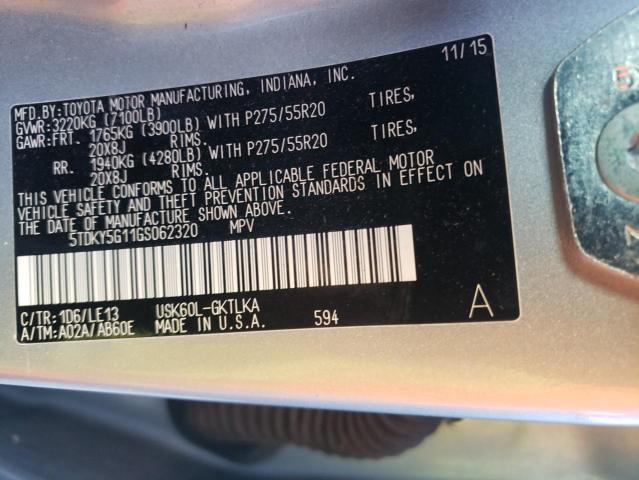 MFD.BY:TOYOTA MOTOR MANUFACTURING, INDIANA, INC. 11/15
GVWR:3220KG (7100LB)
GAWR:FRT. 1765KG (3900LB) WITH P275/55R20 TIRES,
20X8J RIMS.
RR. 1940KG (4280LB) WITH P275/55R20 TIRES,
20X8J RIMS.
THIS VEHICLE CONFORMS TO ALL APPLICABLE FEDERAL MOTOR
VEHICLE SAFETY AND THEFT PREVENTION STANDARDS IN EFFECT ON
THE DATE OF MANUFACTURE SHOWN ABOVE.
5TDKY5G11GS062320 MPV
C/TR:1D6/LE13 USK60L-GKTLKA A
A/TM:A02A/AB60E MADE IN U.S.A. 594